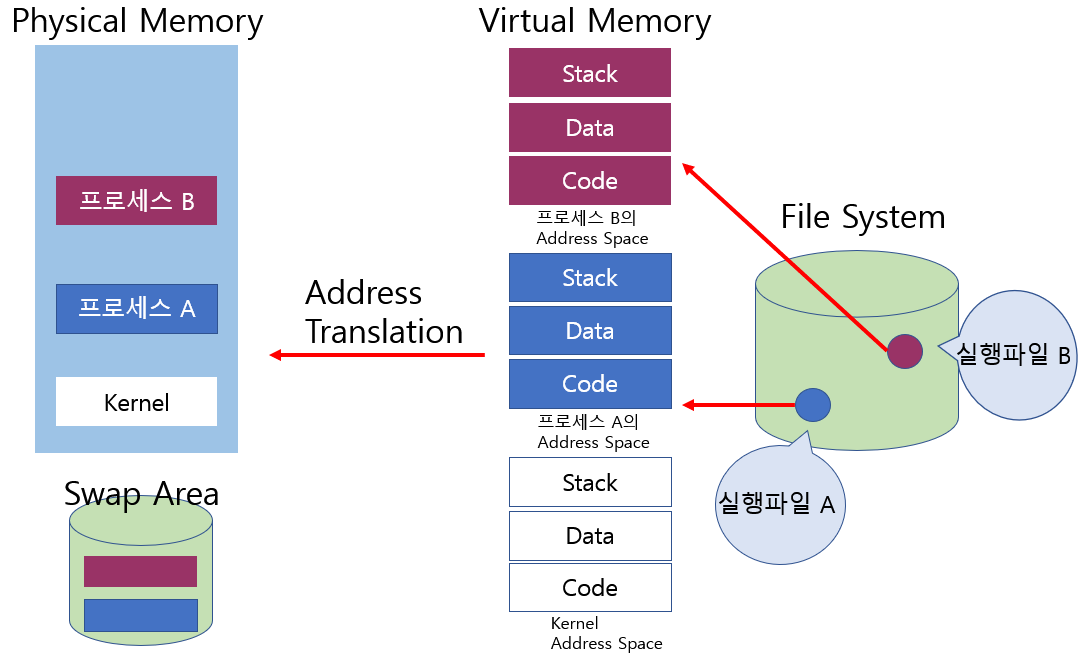 Physical Memory
프로세스 B
프로세스 A
Kernel
Swap Area
Address
Translation
Virtual Memory
Stack
Data
Code
프로세스 B의
Address Space
Stack
Data
Code
프로세스 A의
Address Space
Stack
Data
Code
Kernel
Address Space
File System
실행파일 B
실행파일 A